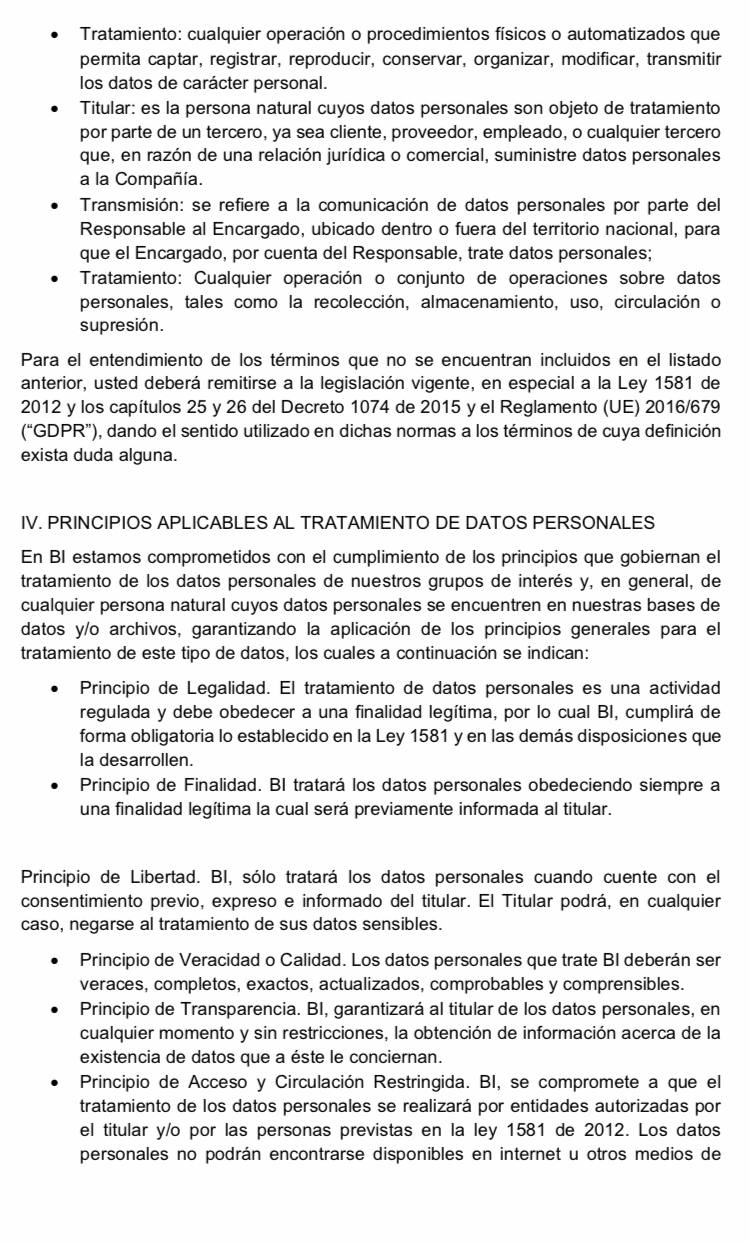 • Tratamiento: cualquier operación o procedimientos físicos o automatizados que
permita captar, registrar, reproducir, conservar, organizar, modificar, transmitir
los datos de carácter personal.
• Titular: es la persona natural cuyos datos personales son objeto de tratamiento
por parte de un tercero, ya sea cliente, proveedor, empleado, o cualquier tercero
que, en razón de una relación jurídica o comercial, suministre datos personales
a la Compañía.
• Transmisión: se refiere a la comunicación de datos personales por parte del
Responsable al Encargado, ubicado dentro o fuera del territorio nacional, para
que el Encargado, por cuenta del Responsable, trate datos personales;
• Tratamiento: Cualquier operación o conjunto de operaciones sobre datos
personales, tales como la recolección, almacenamiento, uso, circulación o
supresión.
Para el entendimiento de los términos que no se encuentran incluidos en el listado
anterior, usted deberá remitirse a la legislación vigente, en especial a la Ley 1581 de
2012 y los capítulos 25 y 26 del Decreto 1074 de 2015 y el Reglamento (UE) 2016/679
(“GDPR”), dando el sentido utilizado en dichas normas a los términos de cuya definición
exista duda alguna.
IV. PRINCIPIOS APLICABLES AL TRATAMIENTO DE DATOS PERSONALES
En BI estamos comprometidos con el cumplimiento de los principios que gobiernan el
tratamiento de los datos personales de nuestros grupos de interés y, en general, de
cualquier persona natural cuyos datos personales se encuentren en nuestras bases de
datos y/o archivos, garantizando la aplicación de los principios generales para el
tratamiento de este tipo de datos, los cuales a continuación se indican:
• Principio de Legalidad. El tratamiento de datos personales es una actividad
regulada y debe obedecer a una finalidad legítima, por lo cual BI, cumplirá de
forma obligatoria lo establecido en la Ley 1581 y en las demás disposiciones que
la desarrollen.
• Principio de Finalidad. BI tratará los datos personales obedeciendo siempre a
una finalidad legítima la cual será previamente informada al titular.
Principio de Libertad. BI, sólo tratará los datos personales cuando cuente con el
consentimiento previo, expreso e informado del titular. El Titular podrá, en cualquier
caso, negarse al tratamiento de sus datos sensibles.
• Principio de Veracidad o Calidad. Los datos personales que trate BI deberán ser
veraces, completos, exactos, actualizados, comprobables y comprensibles.
• Principio de Transparencia. BI, garantizará al titular de los datos personales, en
cualquier momento y sin restricciones, la obtención de información acerca de la
existencia de datos que a éste le conciernan.
• Principio de Acceso y Circulación Restringida. BI, se compromete a que el
tratamiento de los datos personales se realizará por entidades autorizadas por
el titular y/o por las personas previstas en la ley 1581 de 2012. Los datos
personales no podrán encontrarse disponibles en internet u otros medios de